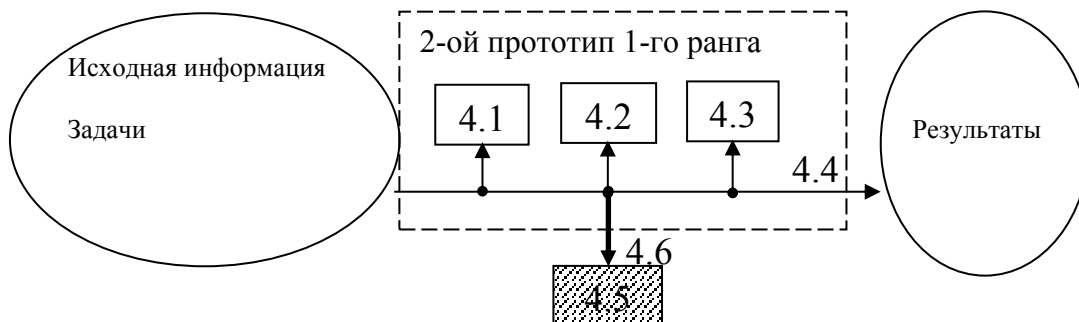 2-ой прототип 1-го ранга
Исходная информация
Задачи
4.1
4.2
4.3
Результаты
4.4
4.6
4.5